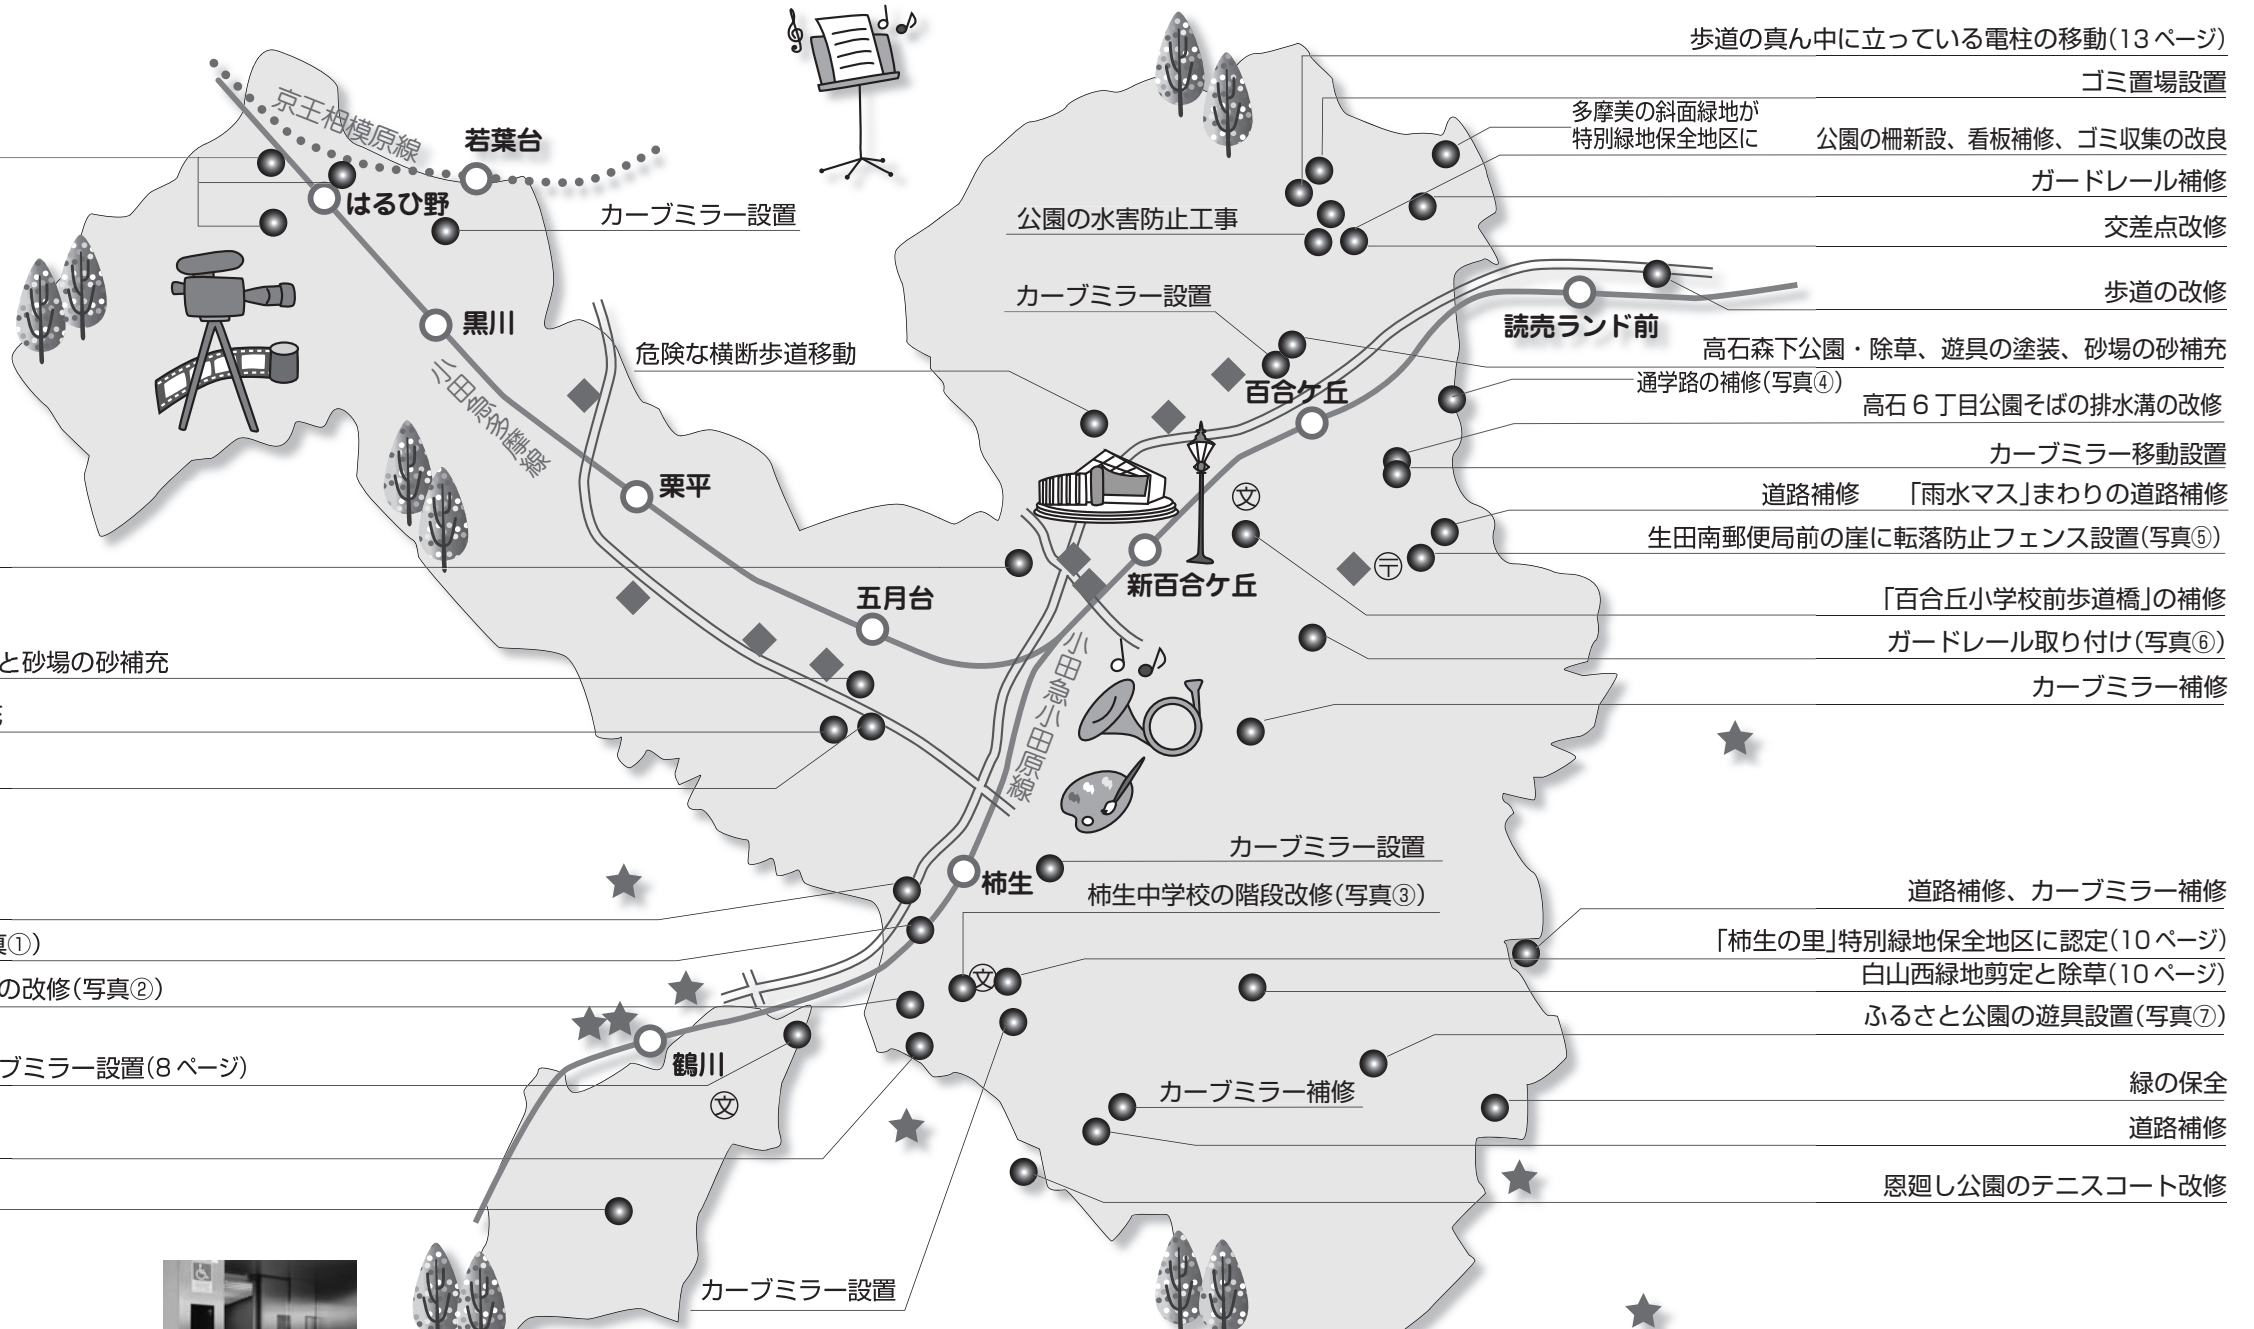 歩道の真ん中に立っている電柱の移動(13ページ)
ゴミ置場設置
多摩美の斜面緑地が
特別緑地保全地区に
公園の柵新設、看板補修、ゴミ収集の改良
ガードレール補修
交差点改修
歩道の改修
高石森下公園・除草、遊具の塗装、砂場の砂補充
通学路の補修(写真④)
高石6丁目公園そばの排水溝の改修
カーブミラー移動設置
道路補修 「雨水マス」まわりの道路補修
生田南郵便局前の崖に転落防止フェンス設置(写真⑤)
「百合丘小学校前歩道橋」の補修
ガードレール取り付け(写真⑥)
カーブミラー補修
道路補修、カーブミラー補修
「柿生の里」特別緑地保全地区に認定(10ページ)
白山西緑地剪定と除草(10ページ)
ふるさと公園の遊具設置(写真⑦)
緑の保全
道路補修
恩廻し公園のテニスコート改修
京王相模原線
若葉台
はるひ野
カーブミラー設置
公園の水害防止工事
カーブミラー設置
読売ランド前
黒川
危険な横断歩道移動
百合ケ丘
小田急多摩線
栗平
文
〒
新百合ケ丘
五月台
小田急小田原線
と砂場の砂補充
カーブミラー設置
柿生
柿生中学校の階段改修(写真③)
真①)
文
の改修(写真②)
鶴川
ブミラー設置(8ページ)
文
カーブミラー補修
カーブミラー設置